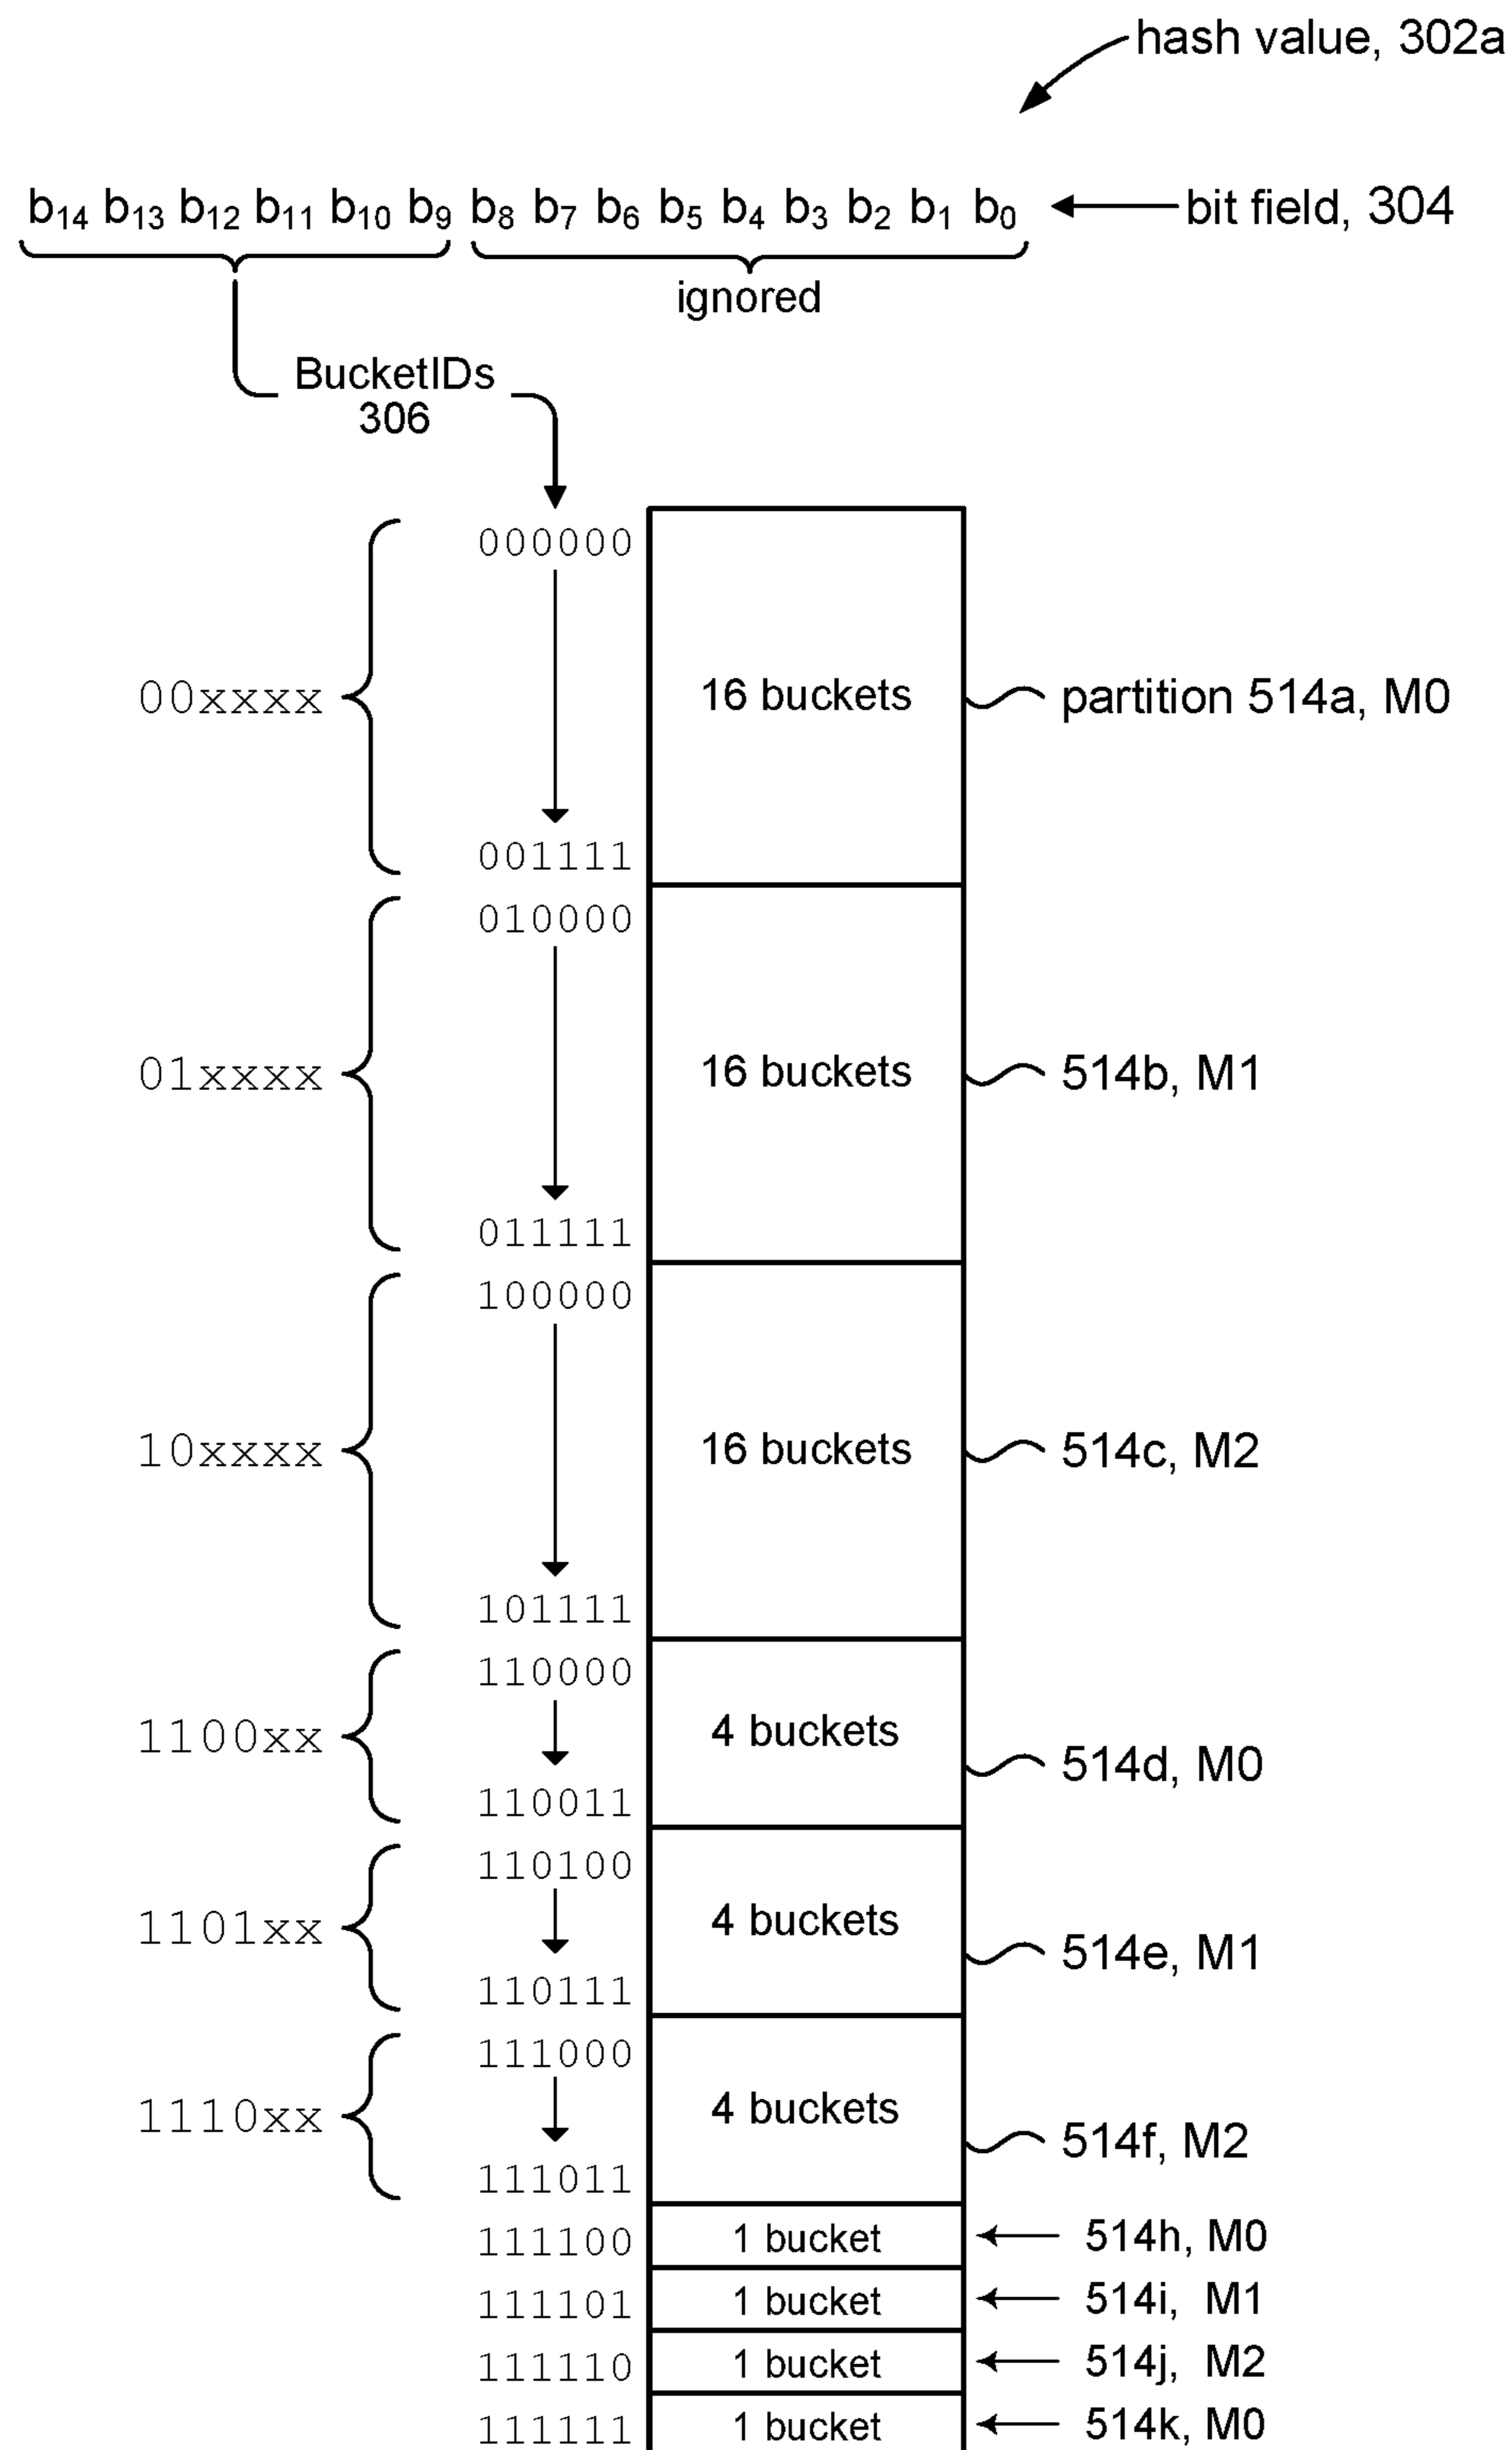 hash value, 302a
b14 b13 b12 b11 b10 b9 b8 b7 b6 b5 b4 b3 b2 b1 b0
bit field, 304
ignored
BucketIDs
306
000000
00xxxx
16 buckets
partition 514a, M0
001111
010000
01xxxx
16 buckets
514b, M1
011111
100000
10xxxx
16 buckets
514c, M2
101111
110000
1100xx
4 buckets
514d, M0
110011
110100
1101xx
4 buckets
514e, M1
110111
111000
1110xx
4 buckets
514f, M2
111011
111100 1 bucket 514h, M0
111101 1 bucket 514i, M1
111110 1 bucket 514j, M2
111111 1 bucket 514k, M0